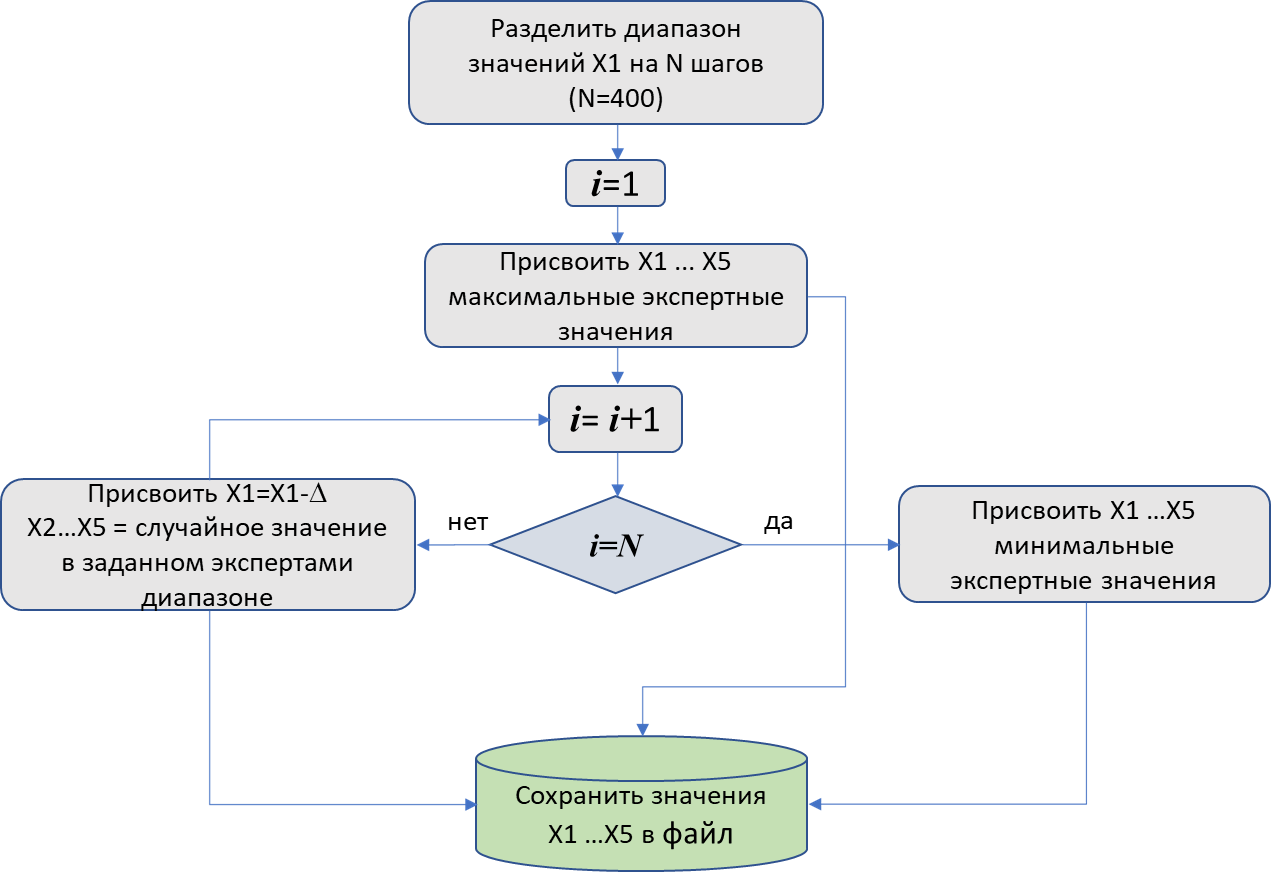 Разделить диапазон
значений X1 на N шагов
(N=400)
i=1
Присвоить X1 ... X5
максимальные экспертные
значения
i= i+1
Присвоить X1=X1-Δ
X2...X5 = случайное значение
в заданном экспертами
диапазоне
нет
i=N
да
Присвоить X1 ...X5
минимальные
экспертные значения
Сохранить значения
X1 ...X5 в файл